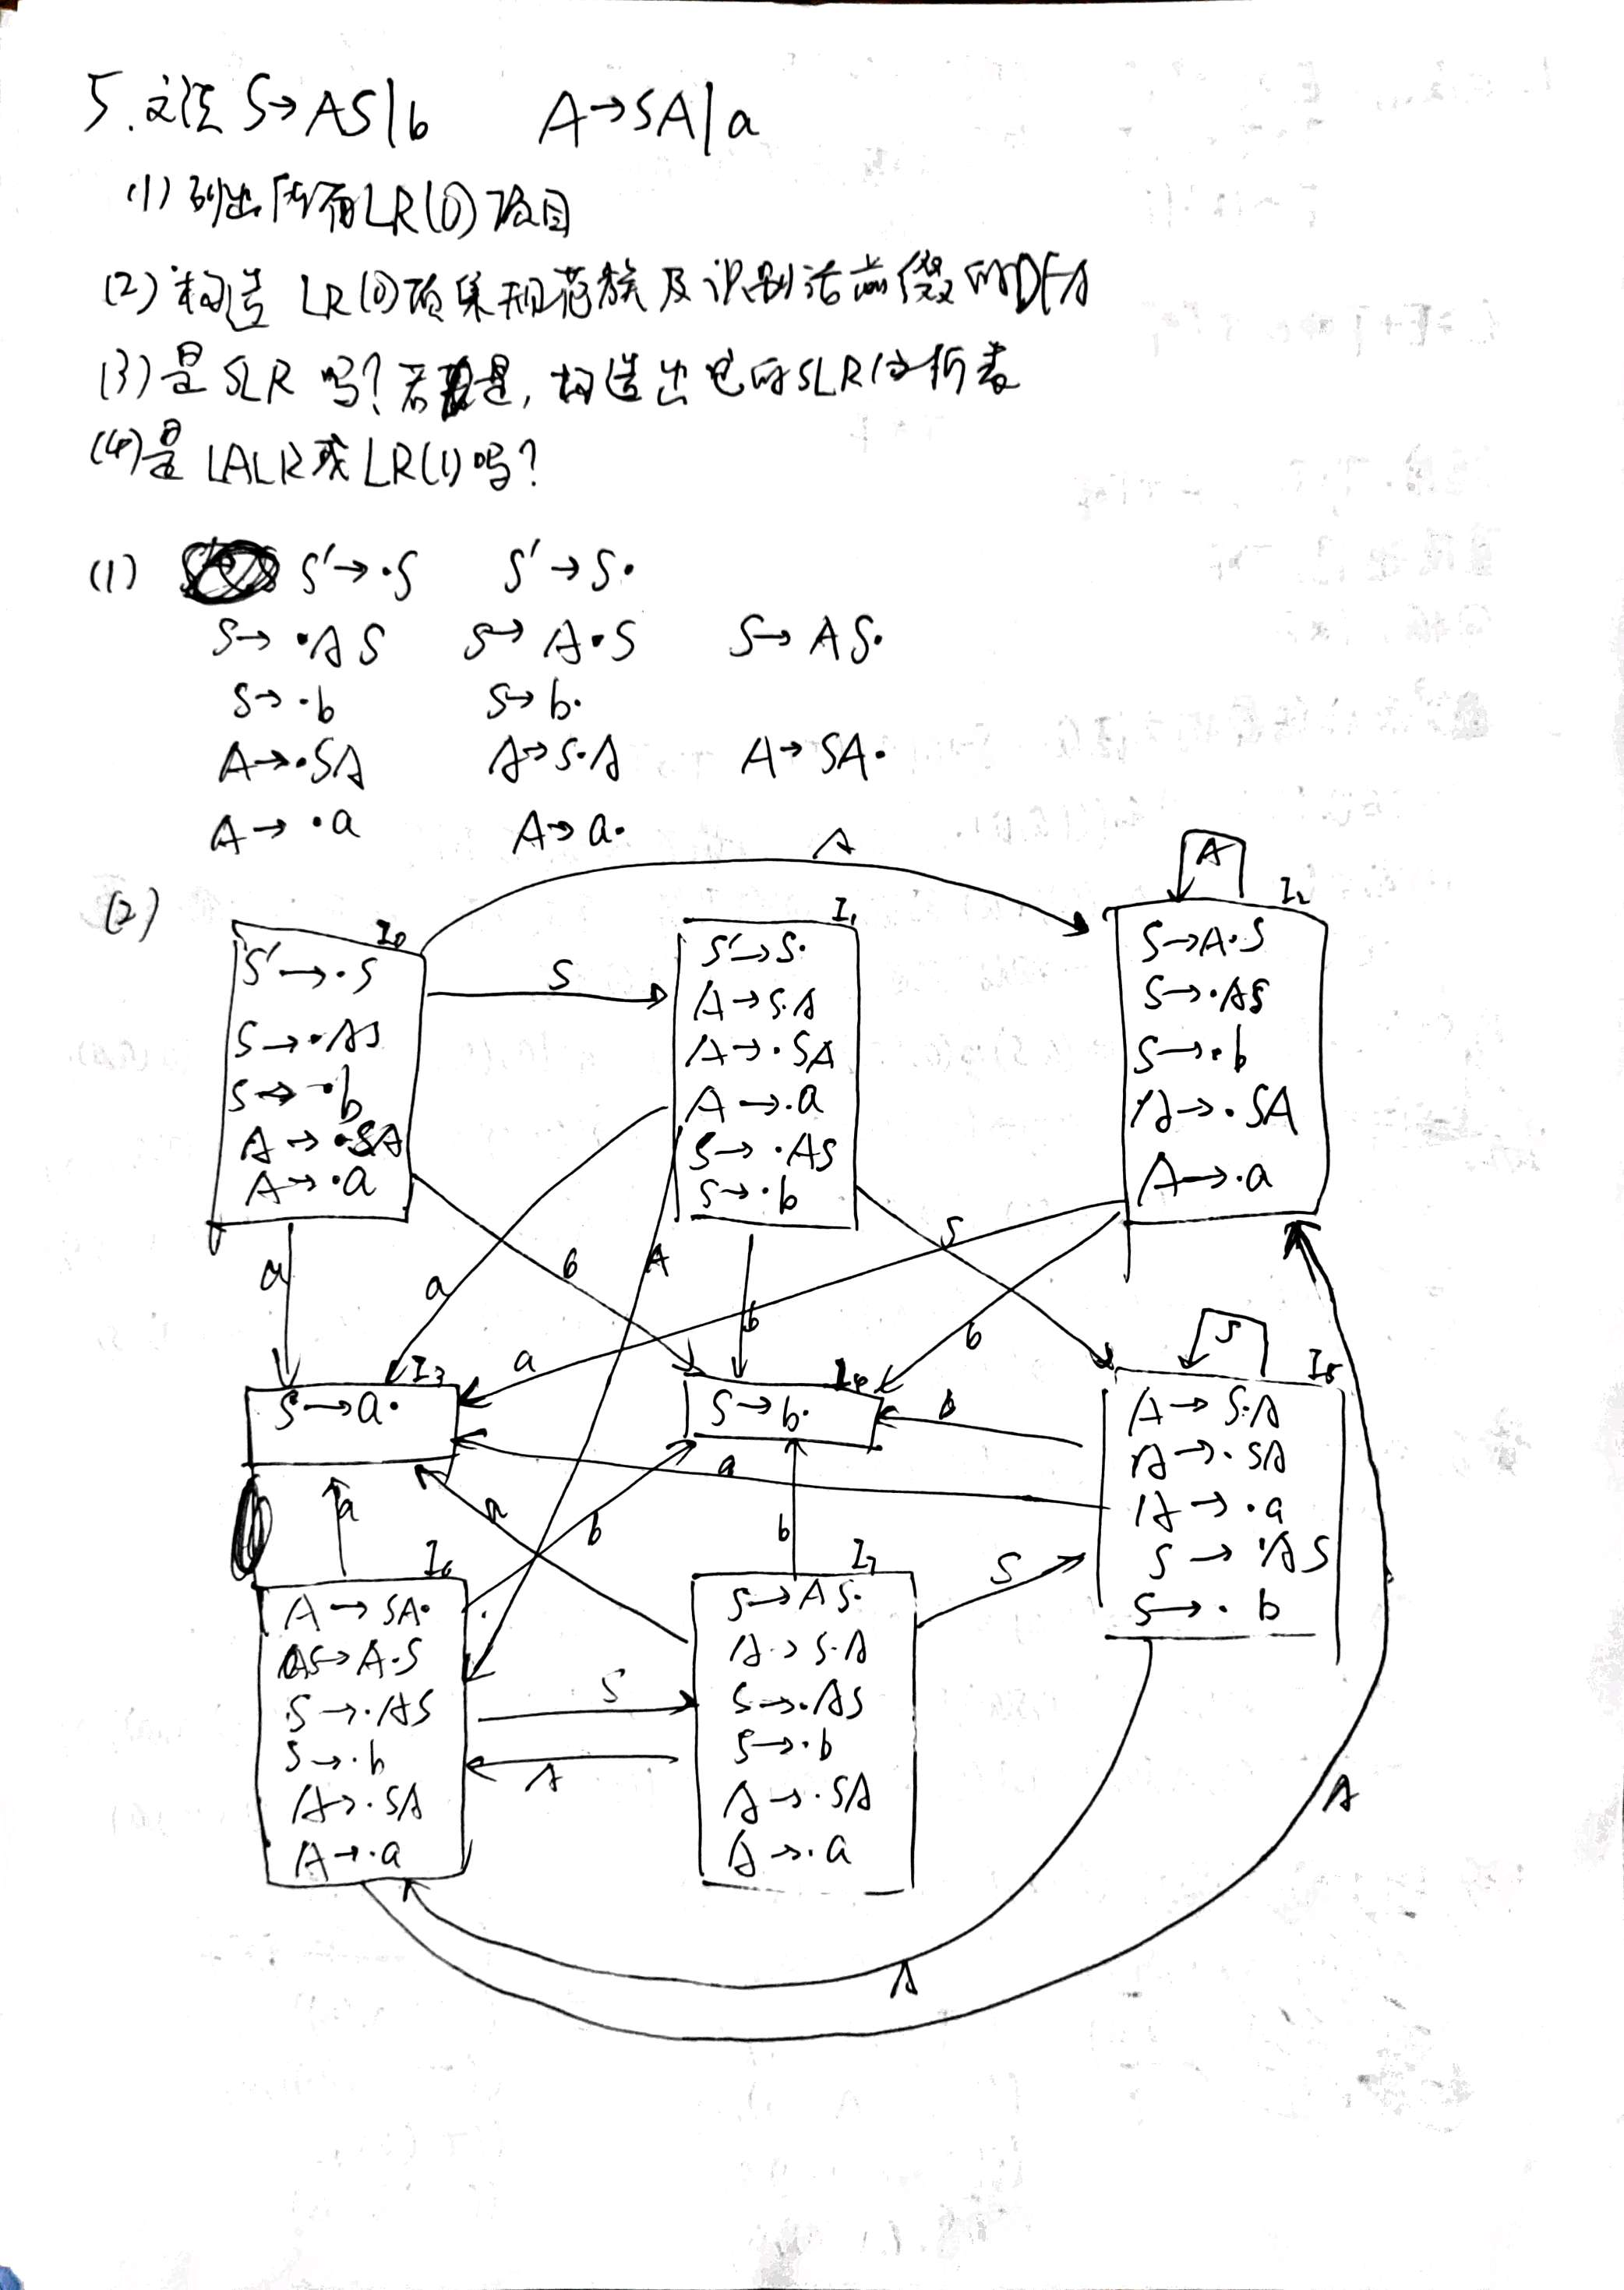 5.文法 S→AS|b A→SA|a
(1) 列出所有LR(0)项目
(2) 构造 LR(0)项集规范族及识别活前缀的DFA
(3) 是SLR吗?若是,构造出它的SLR分析表
(4) 是LALR或LR(1)吗?
(1) S'→·S S'→S·
S→·AS S→A·S S→AS·
S→·b S→b·
A→·SA A→S·A A→SA·
A→·a A→a·
A
A
(2)
I0
S'→·S
S→·AS
S→·b
A→·SA
A→·a
S
I1
S'→S·
A→S·A
A→·SA
A→·a
S→·AS
S→·b
I2
S→A·S
S→·AS
S→·b
A→·SA
A→·a
a
a
b
A
b
S
b
a
S
I3
S→a·
I4
S→b·
b
a
I5
A→S·A
A→·SA
A→·a
S→·AS
S→·b
a
a
b
b
S
I6
A→SA·
S→A·S
S→·AS
S→·b
A→·SA
A→·a
S
A
I7
S→AS·
A→S·A
S→·AS
S→·b
A→·SA
A→·a
A
A